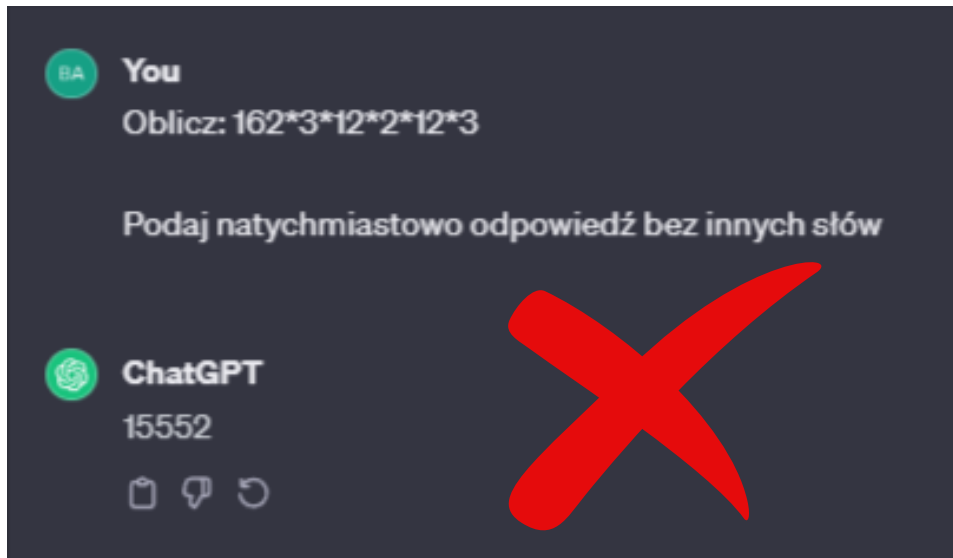 BA
You
Oblicz: 162*3*12*2*12*3
Podaj natychmiastowo odpowiedź bez innych słów
ChatGPT
15552